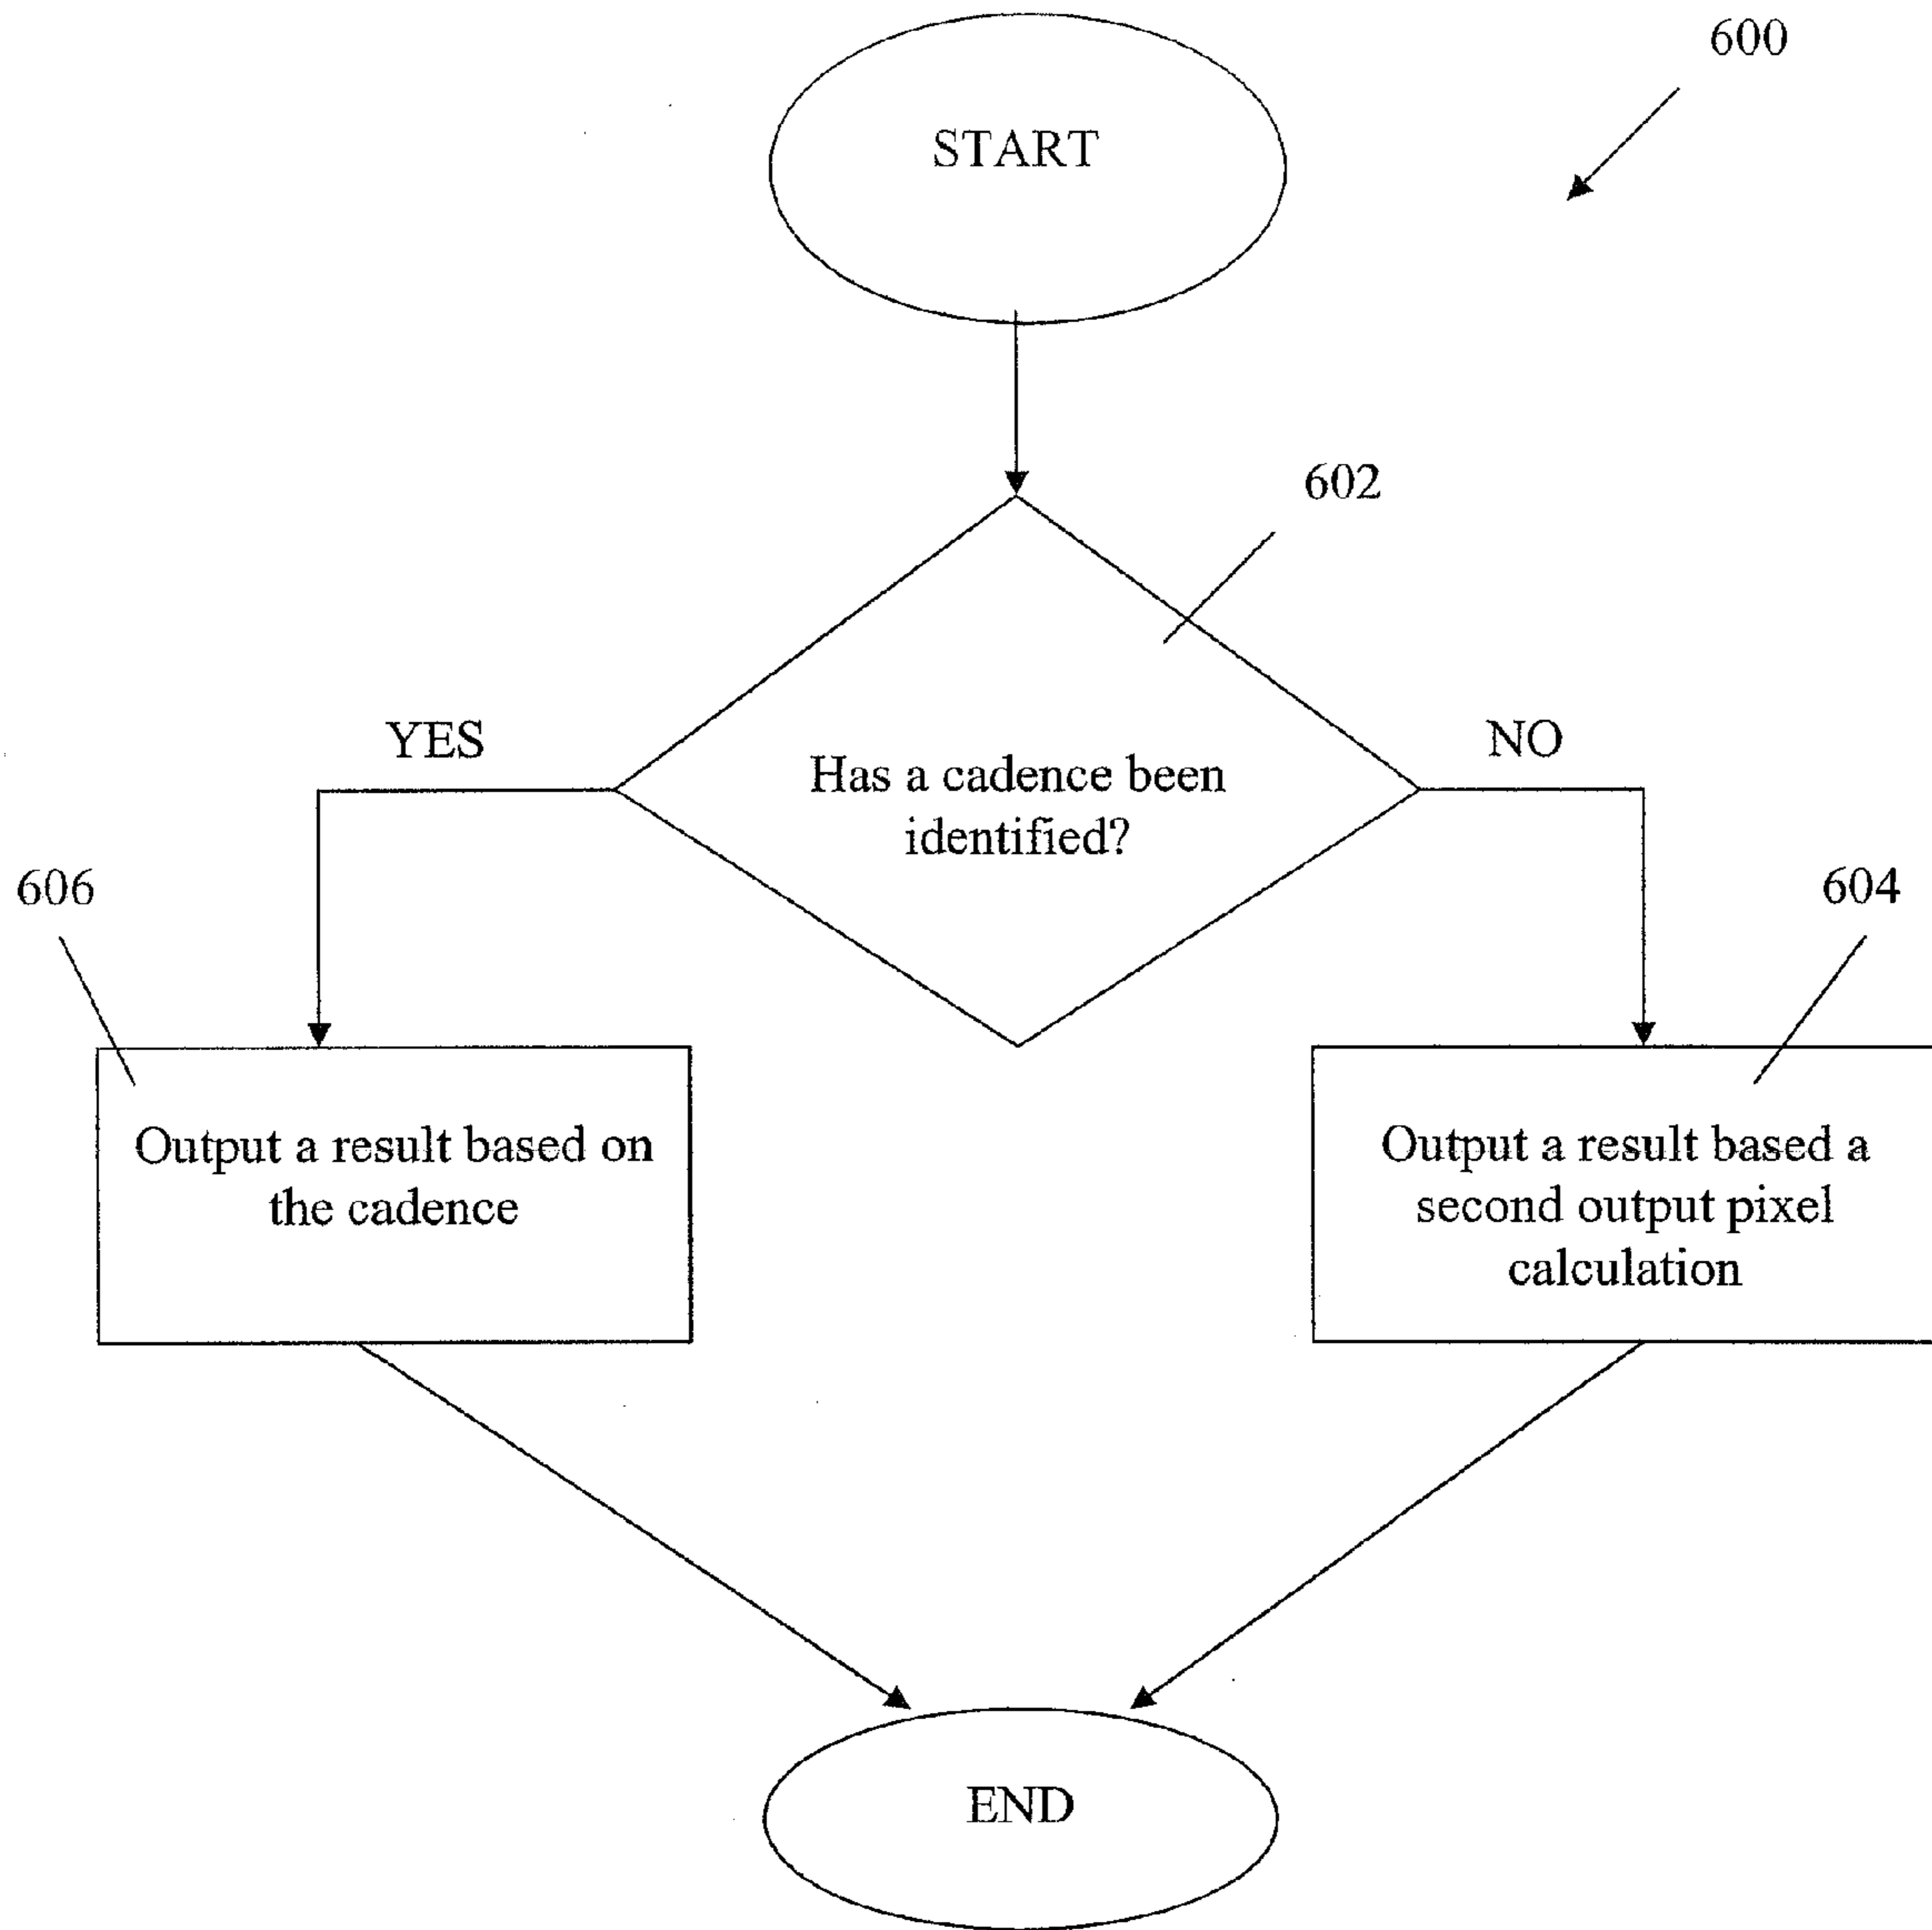 600
START
602
YES
NO
Has a cadence been
identified?
606
604
Output a result based on
the cadence
Output a result based a
second output pixel
calculation
END